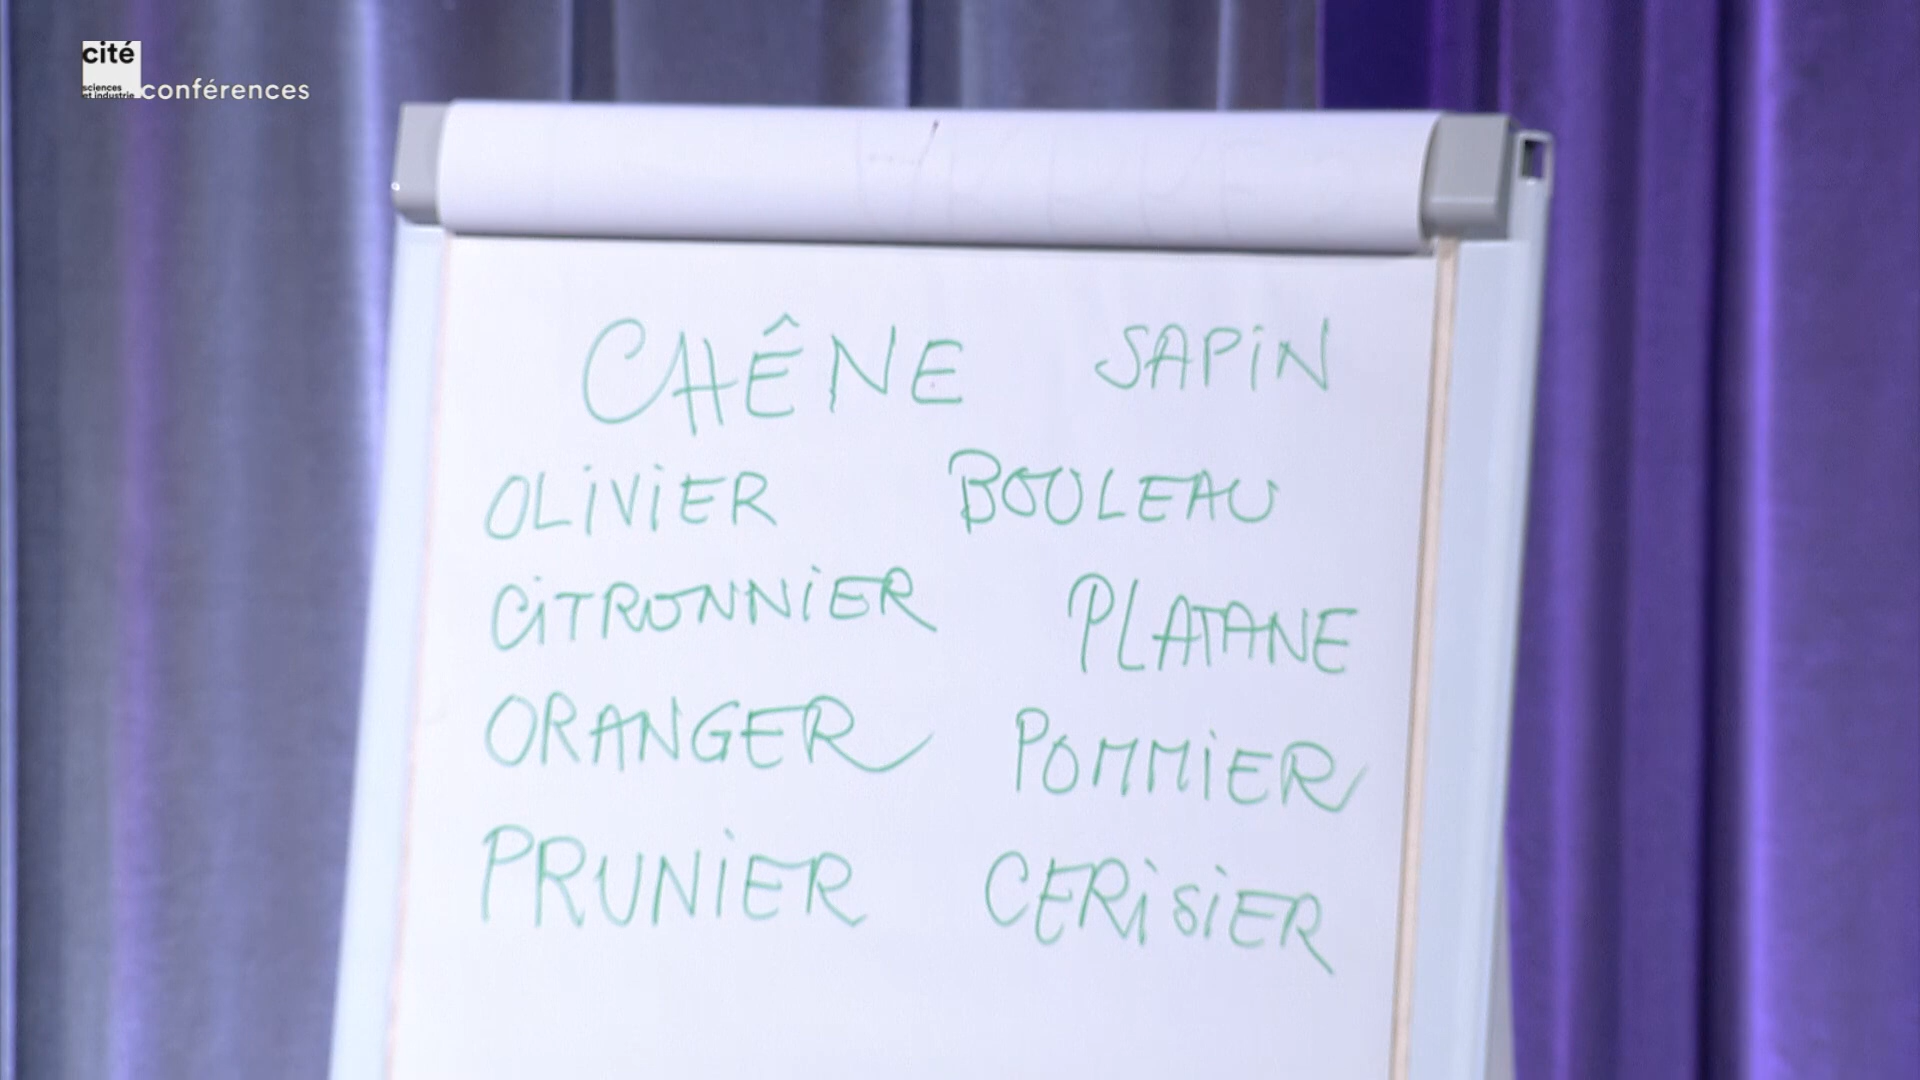 cité
sciences
et industrie
conférences
CHÊNE SAPiN
OLiViER BOULEAU
CiTRONNiER PLATANE
ORANGER POMMiER
PRUNiER CERiSiER